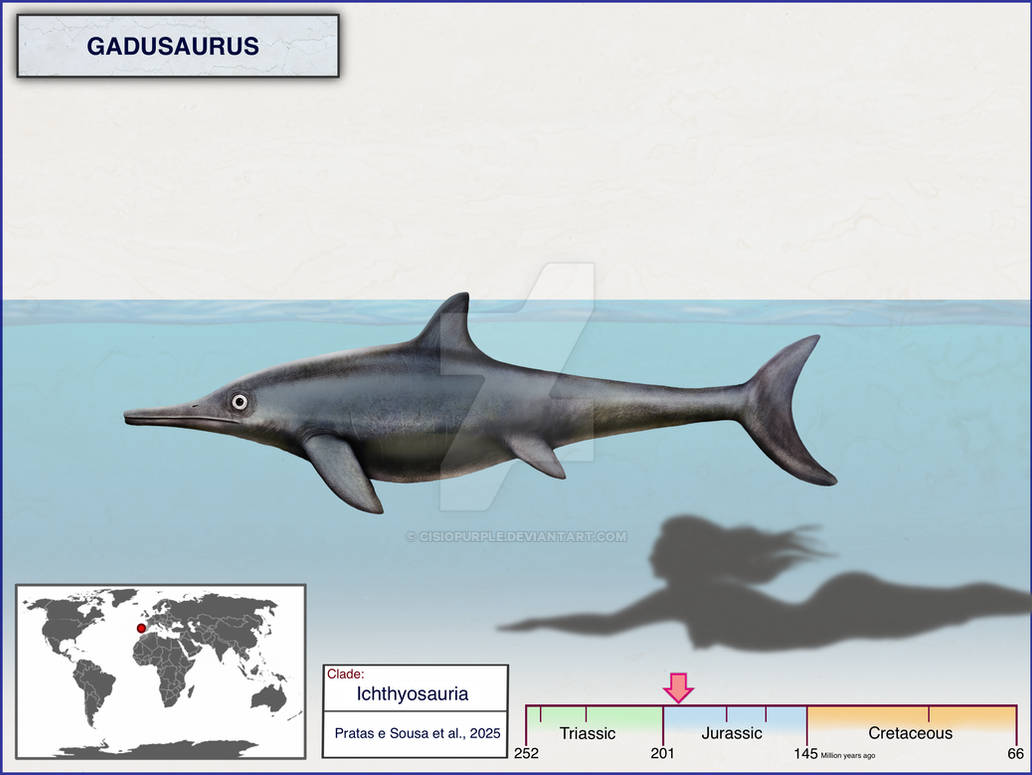 GADUSAURUS
© CISIOPURPLE.DEVIANTART.COM
Clade:
Ichthyosauria
Pratas e Sousa et al., 2025
Triassic Jurassic Cretaceous
252 201 145 Million years ago 66